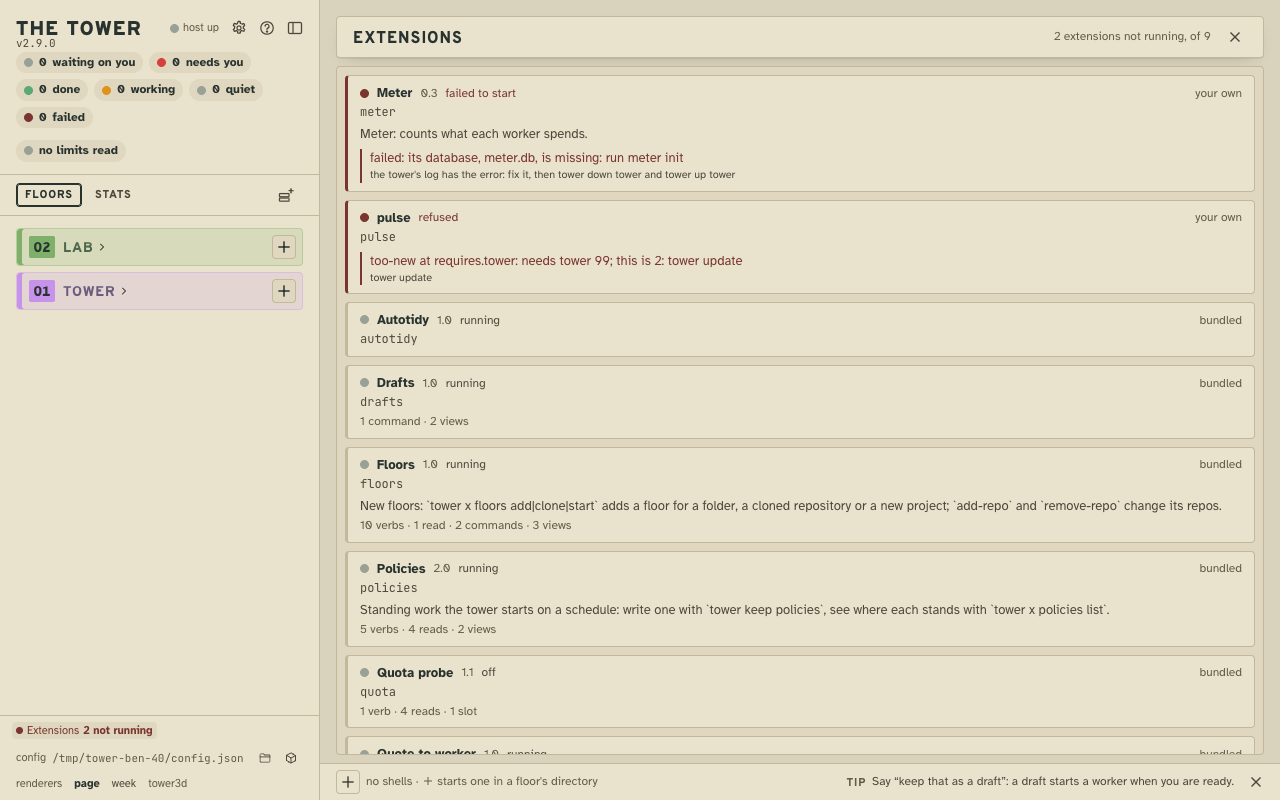 THE TOWER
v2.9.0
host up
0 waiting on you
0 needs you
0 done
0 working
0 quiet
0 failed
no limits read
FLOORS
STATS
02 LAB
01 TOWER
Extensions 2 not running
config /tmp/tower-ben-40/config.json
renderers page week tower3d
EXTENSIONS
2 extensions not running, of 9
Meter 0.3 failed to start
your own
meter
Meter: counts what each worker spends.
failed: its database, meter.db, is missing: run meter init
the tower's log has the error: fix it, then tower down tower and tower up tower
pulse refused
your own
pulse
too-new at requires.tower: needs tower 99; this is 2: tower update
tower update
Autotidy 1.0 running
bundled
autotidy
Drafts 1.0 running
bundled
drafts
1 command · 2 views
Floors 1.0 running
bundled
floors
New floors: `tower x floors add|clone|start` adds a floor for a folder, a cloned repository or a new project; `add-repo` and `remove-repo` change its repos.
10 verbs · 1 read · 2 commands · 3 views
Policies 2.0 running
bundled
policies
Standing work the tower starts on a schedule: write one with `tower keep policies`, see where each stands with `tower x policies list`.
5 verbs · 4 reads · 2 views
Quota probe 1.1 off
bundled
quota
1 verb · 4 reads · 1 slot
Quote to worker 1.0 running
bundled
no shells · + starts one in a floor's directory
TIP Say “keep that as a draft”: a draft starts a worker when you are ready.